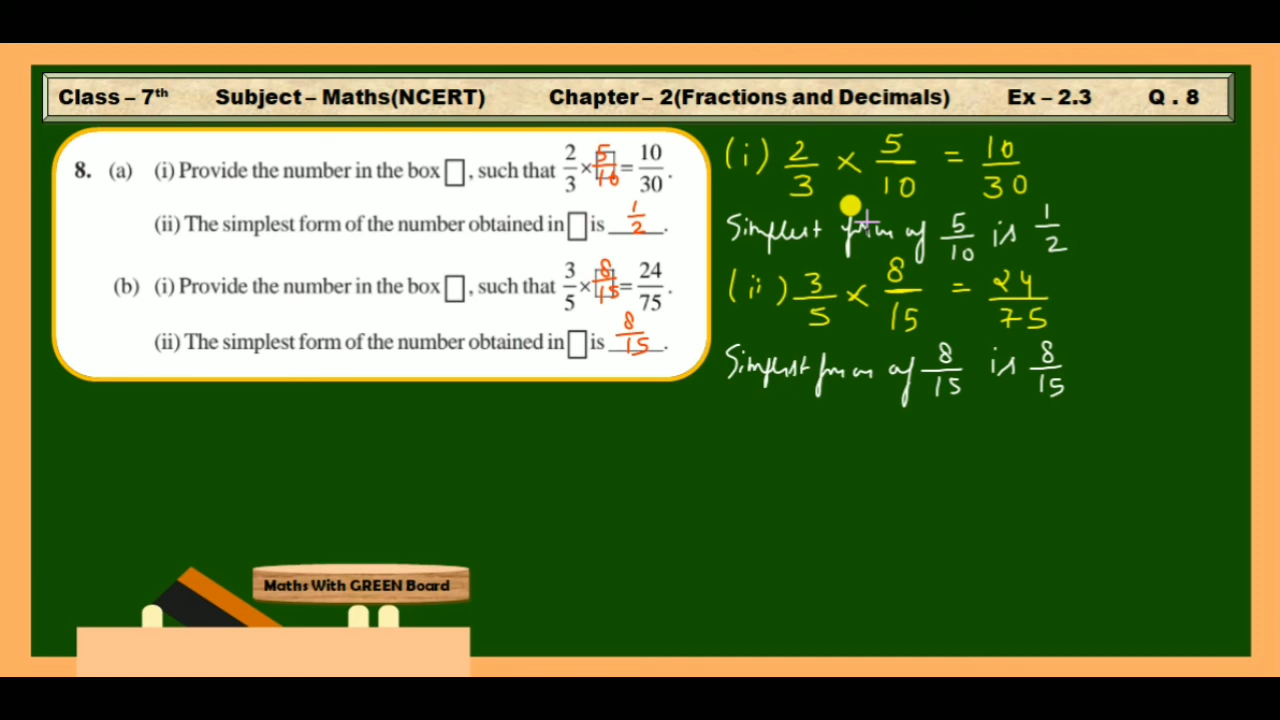 Class – 7th Subject – Maths(NCERT) Chapter – 2(Fractions and Decimals) Ex – 2.3 Q . 8
8. (a) (i) Provide the number in the box □, such that 2/3 × 5/10 = 10/30.
(ii) The simplest form of the number obtained in □ is 1/2.
(b) (i) Provide the number in the box □, such that 3/5 × 8/15 = 24/75.
(ii) The simplest form of the number obtained in □ is 8/15.
(i) 2/3 × 5/10 = 10/30
Simplest form of 5/10 is 1/2
(ii) 3/5 × 8/15 = 24/75
Simplest form of 8/15 is 8/15
Maths With GREEN Board